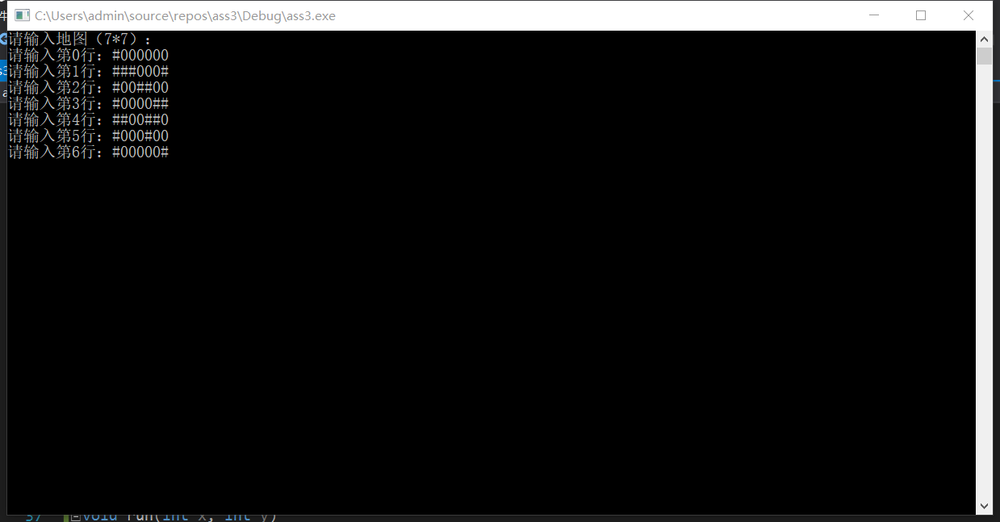 C:\Users\admin\source\repos\ass3\Debug\ass3.exe
请输入地图（7*7）：
请输入第0行：#000000
请输入第1行：###000#
请输入第2行：#00##00
请输入第3行：#0000##
请输入第4行：##00##0
请输入第5行：#000#00
请输入第6行：#00000#
37 void run(int x, int y)